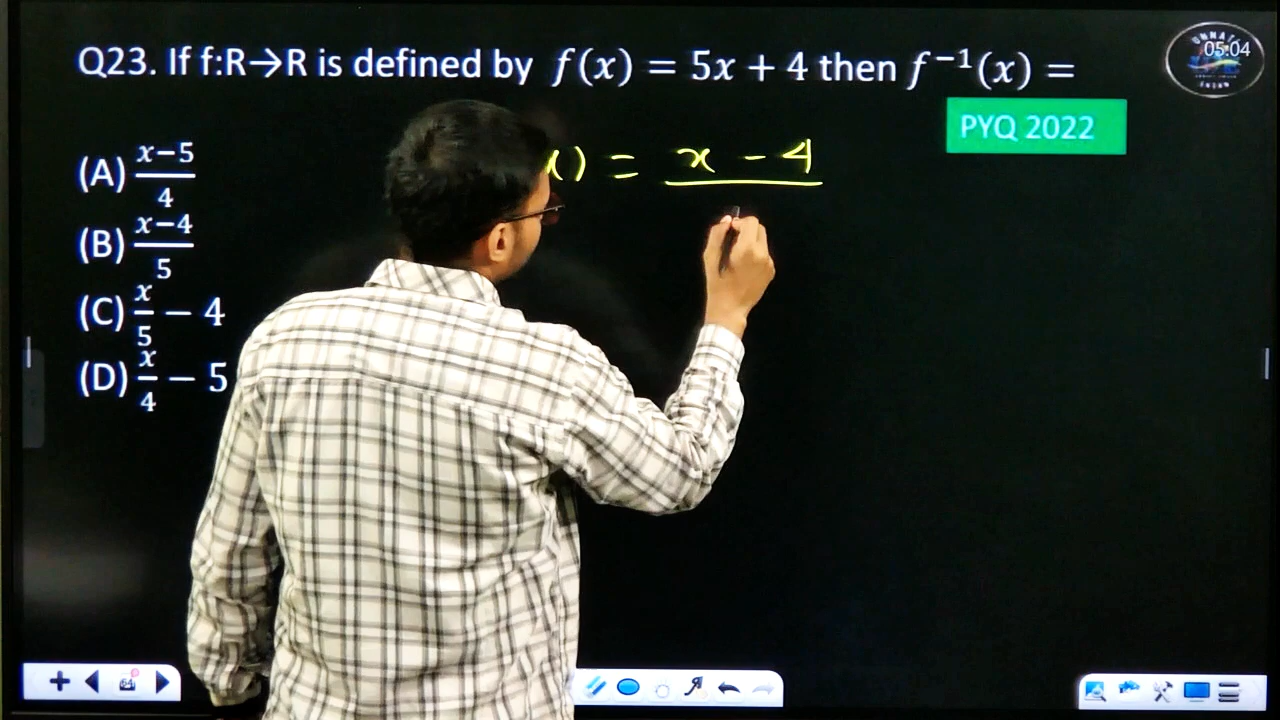 Q23. If f:R→R is defined by f(x) = 5x + 4 then f⁻¹(x) =
05:04
PYQ 2022
x) = x - 4
(A) x-5/4
(B) x-4/5
(C) x/5 - 4
(D) x/4 - 5
64